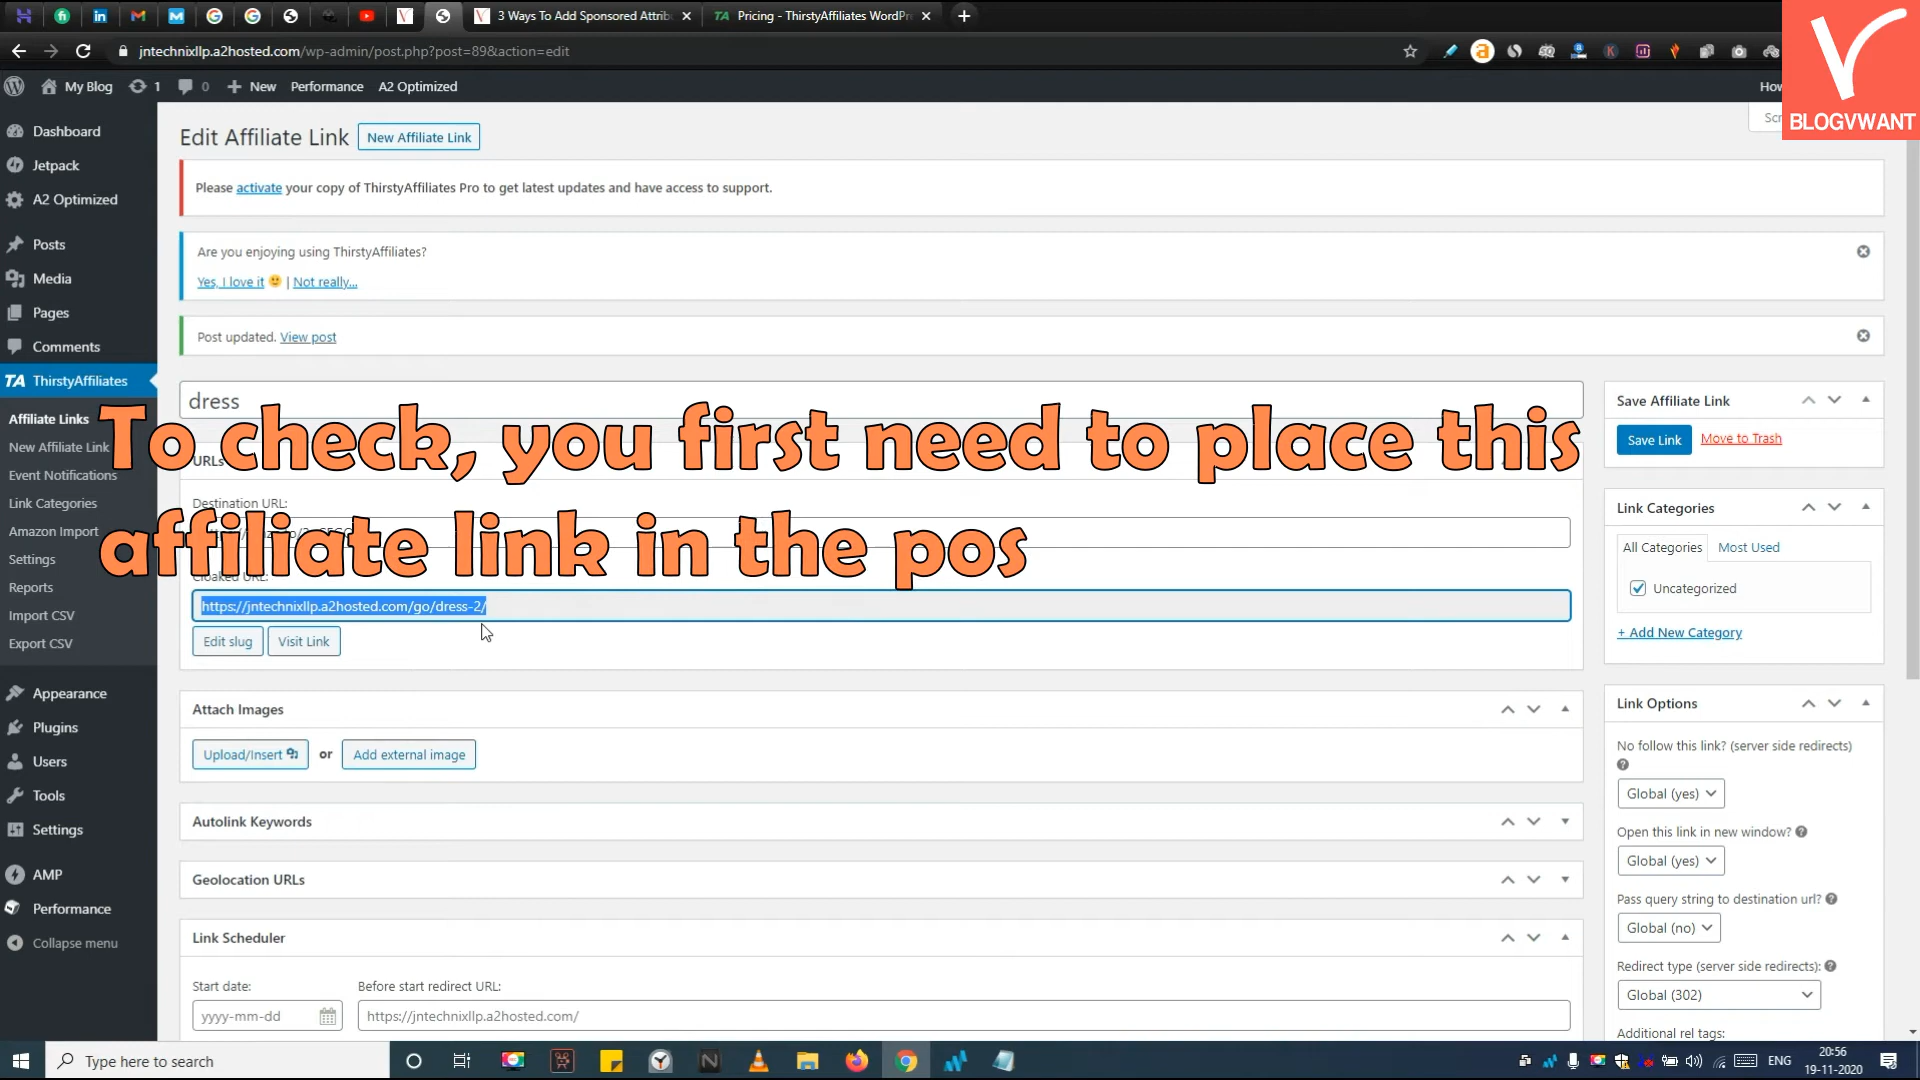 3 Ways To Add Sponsored Attrib
Pricing - ThirstyAffiliates WordPr
jntechnixllp.a2hosted.com/wp-admin/post.php?post=89&action=edit
BLOGVWANT
My Blog 1 0 New Performance A2 Optimized How
Dashboard
Jetpack
A2 Optimized
Posts
Media
Pages
Comments
TA ThirstyAffiliates
Affiliate Links
New Affiliate Link
Event Notifications
Link Categories
Amazon Import
Settings
Reports
Import CSV
Export CSV
Appearance
Plugins
Users
Tools
Settings
AMP
Performance
Collapse menu
Edit Affiliate Link New Affiliate Link
Please activate your copy of ThirstyAffiliates Pro to get latest updates and have access to support.
Are you enjoying using ThirstyAffiliates?
Yes, I love it 🙂 | Not really...
Post updated. View post
dress
To check, you first need to place this
affiliate link in the pos
URLs
Destination URL:
Cloaked URL:
https://jntechnixllp.a2hosted.com/go/dress-2/
Edit slug Visit Link
Attach Images
Upload/Insert or Add external image
Autolink Keywords
Geolocation URLs
Link Scheduler
Start date: Before start redirect URL:
yyyy-mm-dd https://jntechnixllp.a2hosted.com/
Save Affiliate Link
Save Link Move to Trash
Link Categories
All Categories Most Used
Uncategorized
+ Add New Category
Link Options
No follow this link? (server side redirects)
Global (yes)
Open this link in new window?
Global (yes)
Pass query string to destination url?
Global (no)
Redirect type (server side redirects):
Global (302)
Additional rel tags:
Type here to search
ENG
20:56
19-11-2020